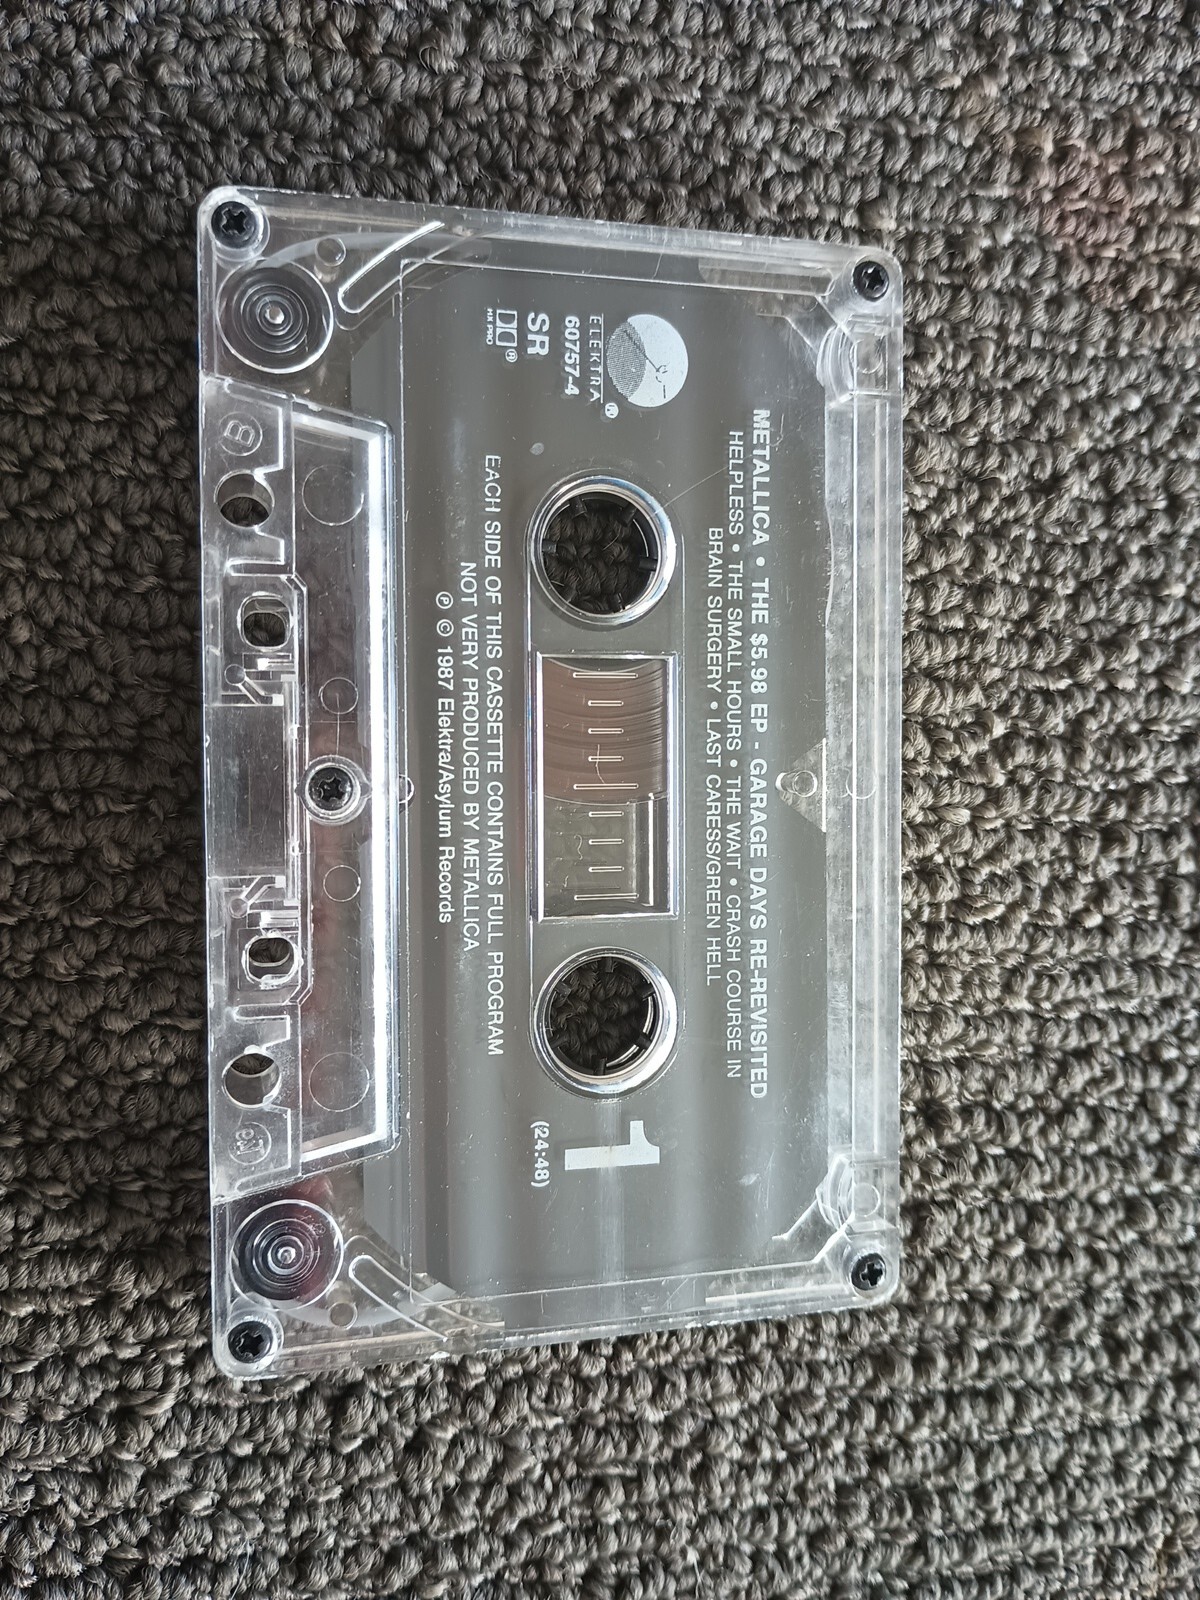 METALLICA • THE $5.98 EP - GARAGE DAYS RE-REVISITED
HELPLESS • THE SMALL HOURS • THE WAIT • CRASH COURSE IN
BRAIN SURGERY • LAST CARESS/GREEN HELL
ELEKTRA®
60757-4
SR
®
HX PRO
1
(24:48)
EACH SIDE OF THIS CASSETTE CONTAINS FULL PROGRAM
NOT VERY PRODUCED BY METALLICA
℗ © 1987 Elektra/Asylum Records
B